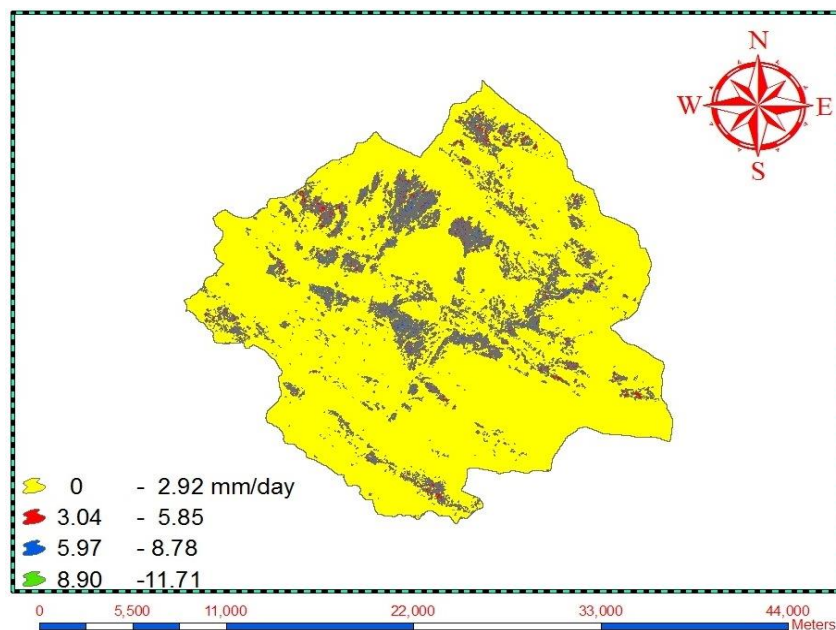 N
W E
S
0 - 2.92 mm/day
3.04 - 5.85
5.97 - 8.78
8.90 -11.71
0 5,500 11,000 22,000 33,000 44,000
Meters